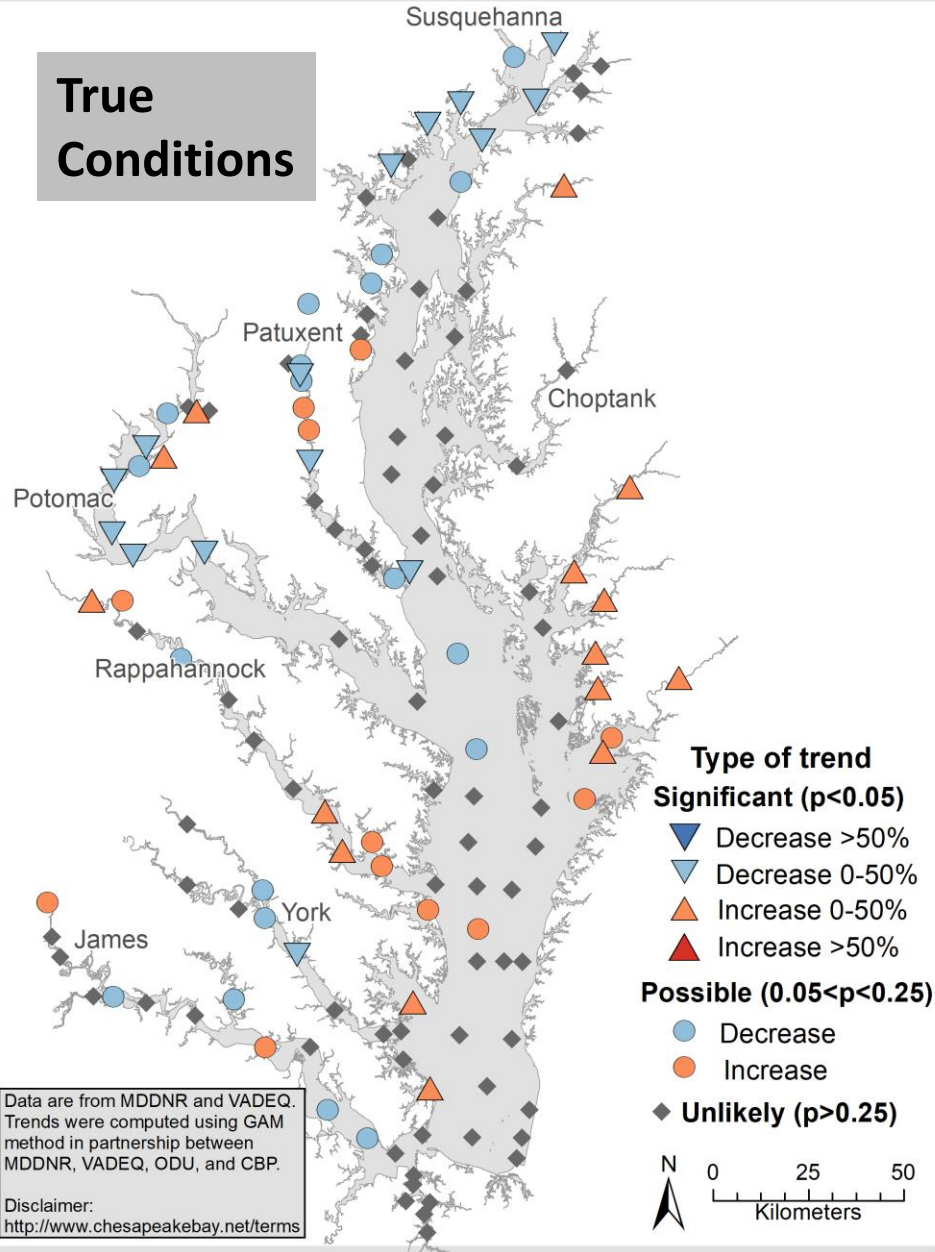 Susquehanna
True
Conditions
Patuxent
Choptank
Potomac
Rappahannock
York
James
Type of trend
Significant (p<0.05)
Decrease >50%
Decrease 0-50%
Increase 0-50%
Increase >50%
Possible (0.05<p<0.25)
Decrease
Increase
Unlikely (p>0.25)
N
0 25 50
Kilometers
Data are from MDDNR and VADEQ.
Trends were computed using GAM
method in partnership between
MDDNR, VADEQ, ODU, and CBP.
Disclaimer:
http://www.chesapeakebay.net/terms